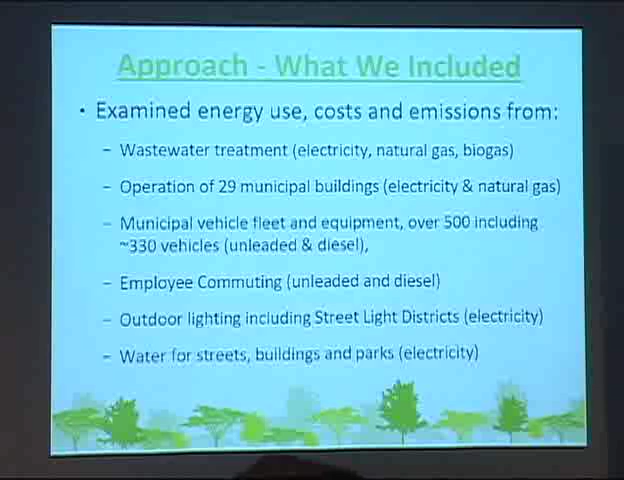 Approach - What We Included
• Examined energy use, costs and emissions from:
– Wastewater treatment (electricity, natural gas, biogas)
– Operation of 29 municipal buildings (electricity & natural gas)
– Municipal vehicle fleet and equipment, over 500 including
~330 vehicles (unleaded & diesel),
– Employee Commuting (unleaded and diesel)
– Outdoor lighting including Street Light Districts (electricity)
– Water for streets, buildings and parks (electricity)